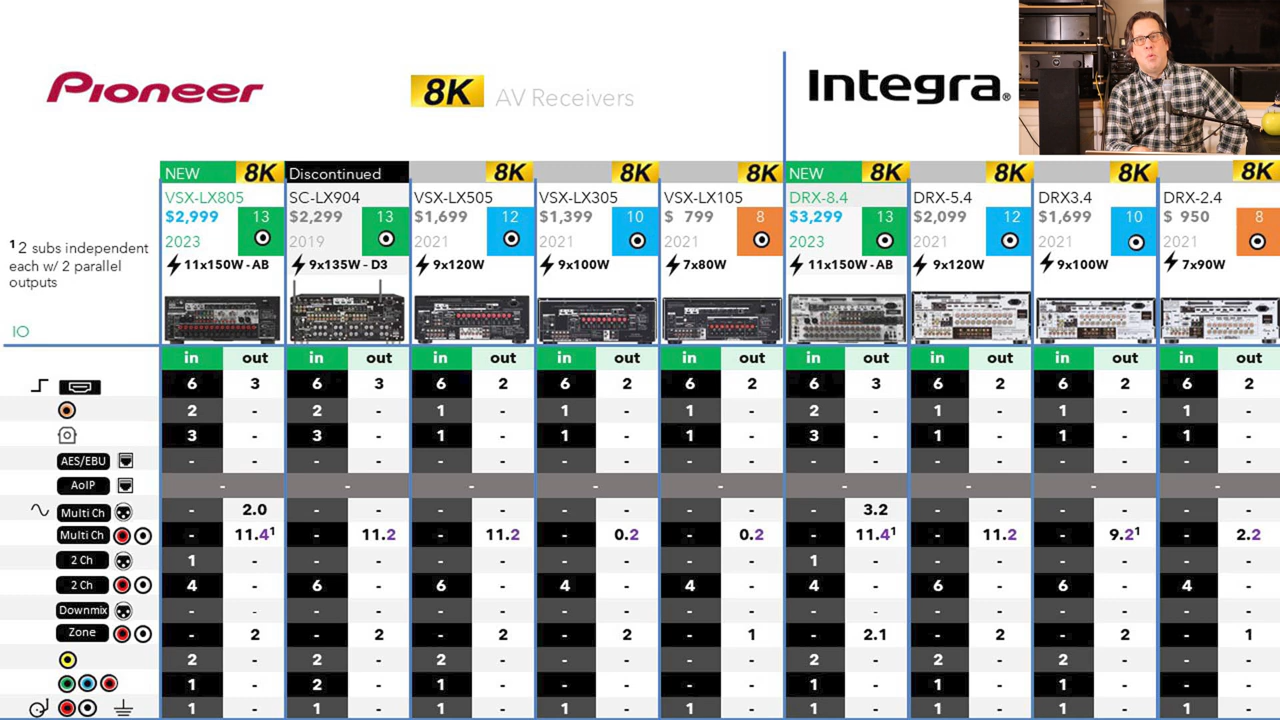 Pioneer
8K AV Receivers
Integra®
NEW 8K Discontinued 8K 8K 8K NEW 8K 8K 8K 8K
VSX-LX805 SC-LX904 VSX-LX505 VSX-LX305 VSX-LX105 DRX-8.4 DRX-5.4 DRX3.4 DRX-2.4
$2,999 13 $2,299 13 $1,699 12 $1,399 10 $ 799 8 $3,299 13 $2,099 12 $1,699 10 $ 950 8
2023 2019 2021 2021 2021 2023 2021 2021 2021
11x150W - AB 9x135W - D3 9x120W 9x100W 7x80W 11x150W - AB 9x120W 9x100W 7x90W
¹2 subs independent
each w/ 2 parallel
outputs
IO
in out in out in out in out in out in out in out in out in out
6 3 6 3 6 2 6 2 6 2 6 3 6 2 6 2 6 2
2 - 2 - 1 - 1 - 1 - 2 - 1 - 1 - 1 -
3 - 3 - 1 - 1 - 1 - 3 - 1 - 1 - 1 -
AES/EBU - - - - - - - - - - - - - - - - - -
AoIP - - - - - - - - -
Multi Ch - 2.0 - - - - - - - - - 3.2 - - - - - -
Multi Ch - 11.4¹ - 11.2 - 11.2 - 0.2 - 0.2 - 11.4¹ - 11.2 - 9.2¹ - 2.2
2 Ch 1 - - - - - - - - - 1 - - - - - - -
2 Ch 4 - 6 - 6 - 4 - 4 - 4 - 6 - 6 - 4 -
Downmix - - - - - - - - - - - - - - - - - -
Zone - 2 - 2 - 2 - 2 - 1 - 2.1 - 2 - 2 - 1
2 - 2 - 2 - - - - - 2 - 2 - 2 - - -
1 - 2 - 1 - - - - - 1 - 1 - 1 - - -
1 - 1 - 1 - 1 - 1 - 1 - 1 - 1 - 1 -